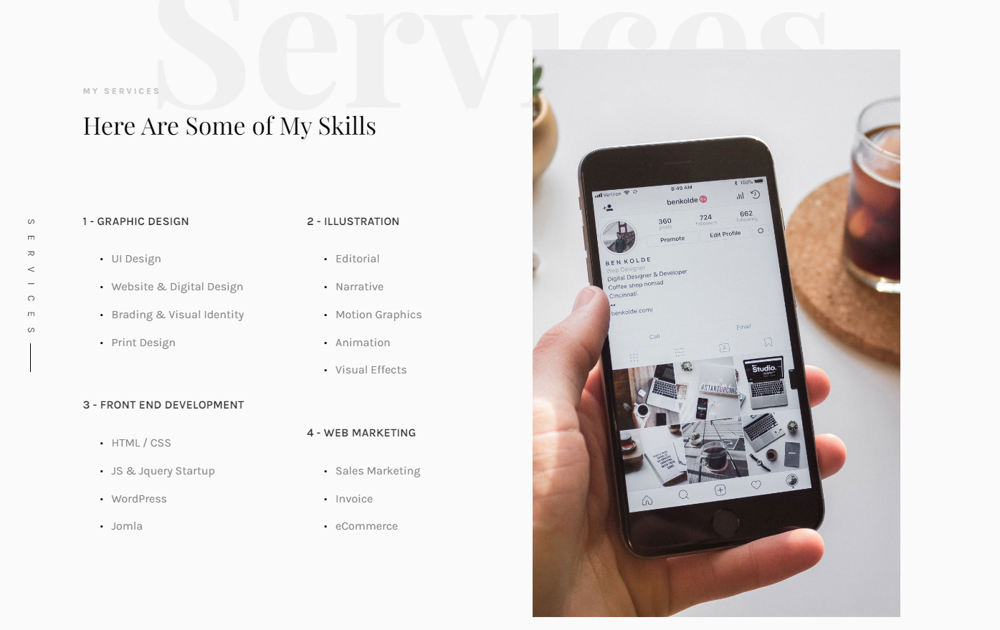 Services
MY SERVICES
Here Are Some of My Skills
SERVICES
1 - GRAPHIC DESIGN
UI Design
Website & Digital Design
Brading & Visual Identity
Print Design
2 - ILLUSTRATION
Editorial
Narrative
Motion Graphics
Animation
Visual Effects
3 - FRONT END DEVELOPMENT
HTML / CSS
JS & Jquery Startup
WordPress
Jomla
4 - WEB MARKETING
Sales Marketing
Invoice
eCommerce
Verizon
8:49 AM
100%
benkolde
360
724
662
posts
followers
following
Promote
Edit Profile
BEN KOLDE
Web Designer
Digital Designer & Developer
Coffee shop nomad
Cincinnati
benkolde.com/
Call
Email
#STARTUPCING
Studio.